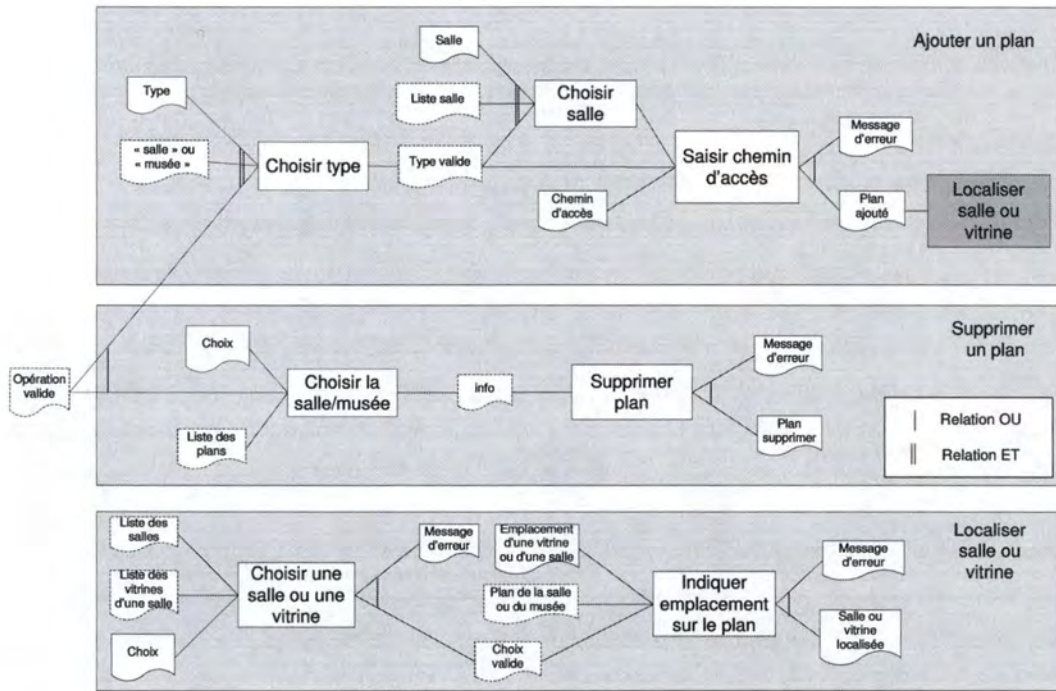 Ajouter un plan
Salle
Type
Liste salle
Choisir
salle
« salle » ou
« musée »
Choisir type
Type valide
Saisir chemin
d'accès
Message
d'erreur
Chemin
d'accès
Plan
ajouté
Localiser
salle ou
vitrine
Supprimer
un plan
Opération
valide
Choix
Choisir la
salle/musée
Liste des
plans
info
Supprimer
plan
Message
d'erreur
Plan
supprimer
Relation OU
Relation ET
Localiser
salle ou
vitrine
Liste des
salles
Liste des
vitrines
d'une salle
Choix
Choisir une
salle ou une
vitrine
Message
d'erreur
Emplacement
d'une vitrine
ou d'une salle
Plan de la salle
ou du musée
Choix
valide
Indiquer
emplacement
sur le plan
Message
d'erreur
Salle ou
vitrine
localisée